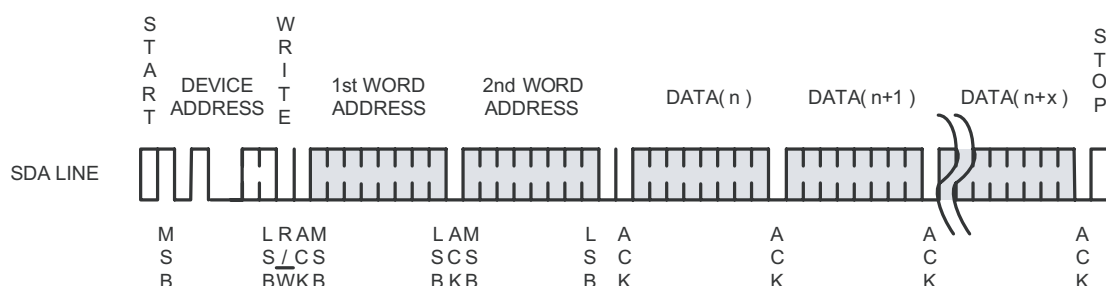 START
WRITE
STOP
DEVICE
ADDRESS
1st WORD
ADDRESS
2nd WORD
ADDRESS
DATA( n )
DATA( n+1 )
DATA( n+x )
SDA LINE
MSB
LSB
R/W
ACK
MSB
LSB
ACK
MSB
LSB
ACK
ACK
ACK
ACK